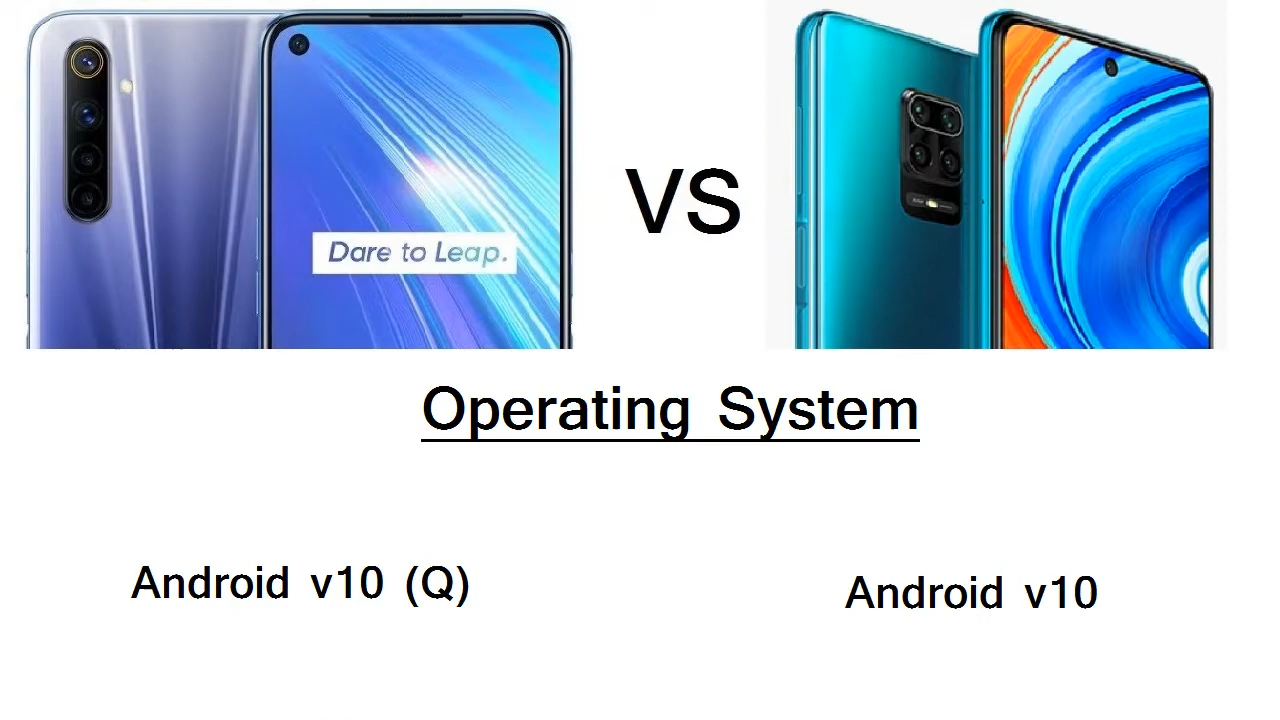 Dare to Leap.
VS
Operating System
Android v10 (Q)
Android v10